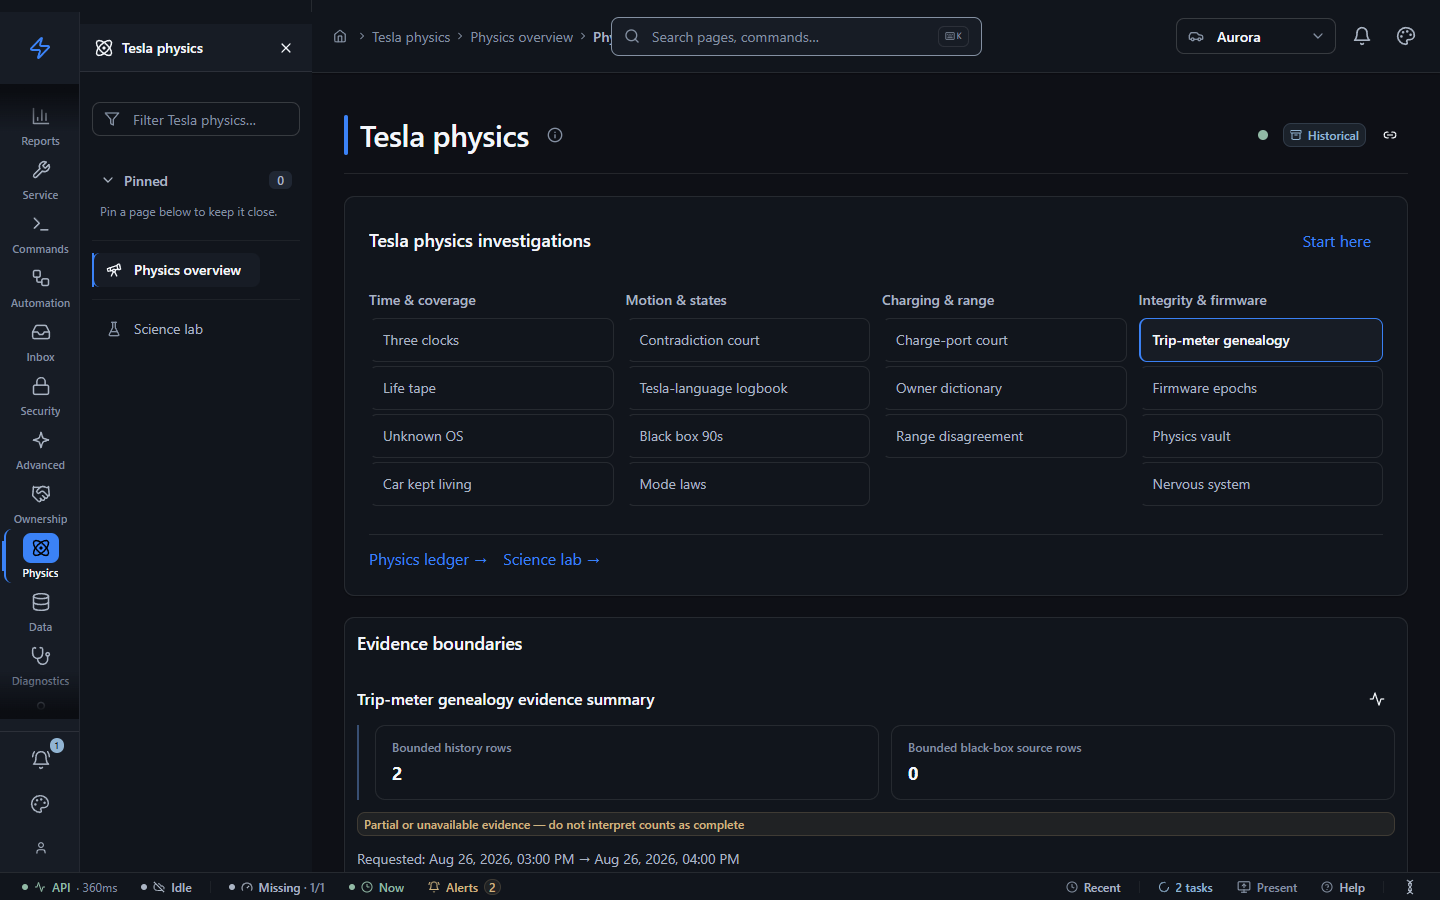 Tesla physics
Tesla physics
Physics overview
Search pages, commands...
K
Aurora
Reports
Service
Commands
Automation
Inbox
Security
Advanced
Ownership
Physics
Data
Diagnostics
1
Filter Tesla physics...
Pinned
0
Pin a page below to keep it close.
Physics overview
Science lab
Tesla physics
Historical
Tesla physics investigations
Start here
Time & coverage
Three clocks
Life tape
Unknown OS
Car kept living
Motion & states
Contradiction court
Tesla-language logbook
Black box 90s
Mode laws
Charging & range
Charge-port court
Owner dictionary
Range disagreement
Integrity & firmware
Trip-meter genealogy
Firmware epochs
Physics vault
Nervous system
Physics ledger →
Science lab →
Evidence boundaries
Trip-meter genealogy evidence summary
Bounded history rows
2
Bounded black-box source rows
0
Partial or unavailable evidence — do not interpret counts as complete
Requested: Aug 26, 2026, 03:00 PM → Aug 26, 2026, 04:00 PM
API · 360ms
Idle
Missing · 1/1
Now
Alerts 2
Recent
2 tasks
Present
Help